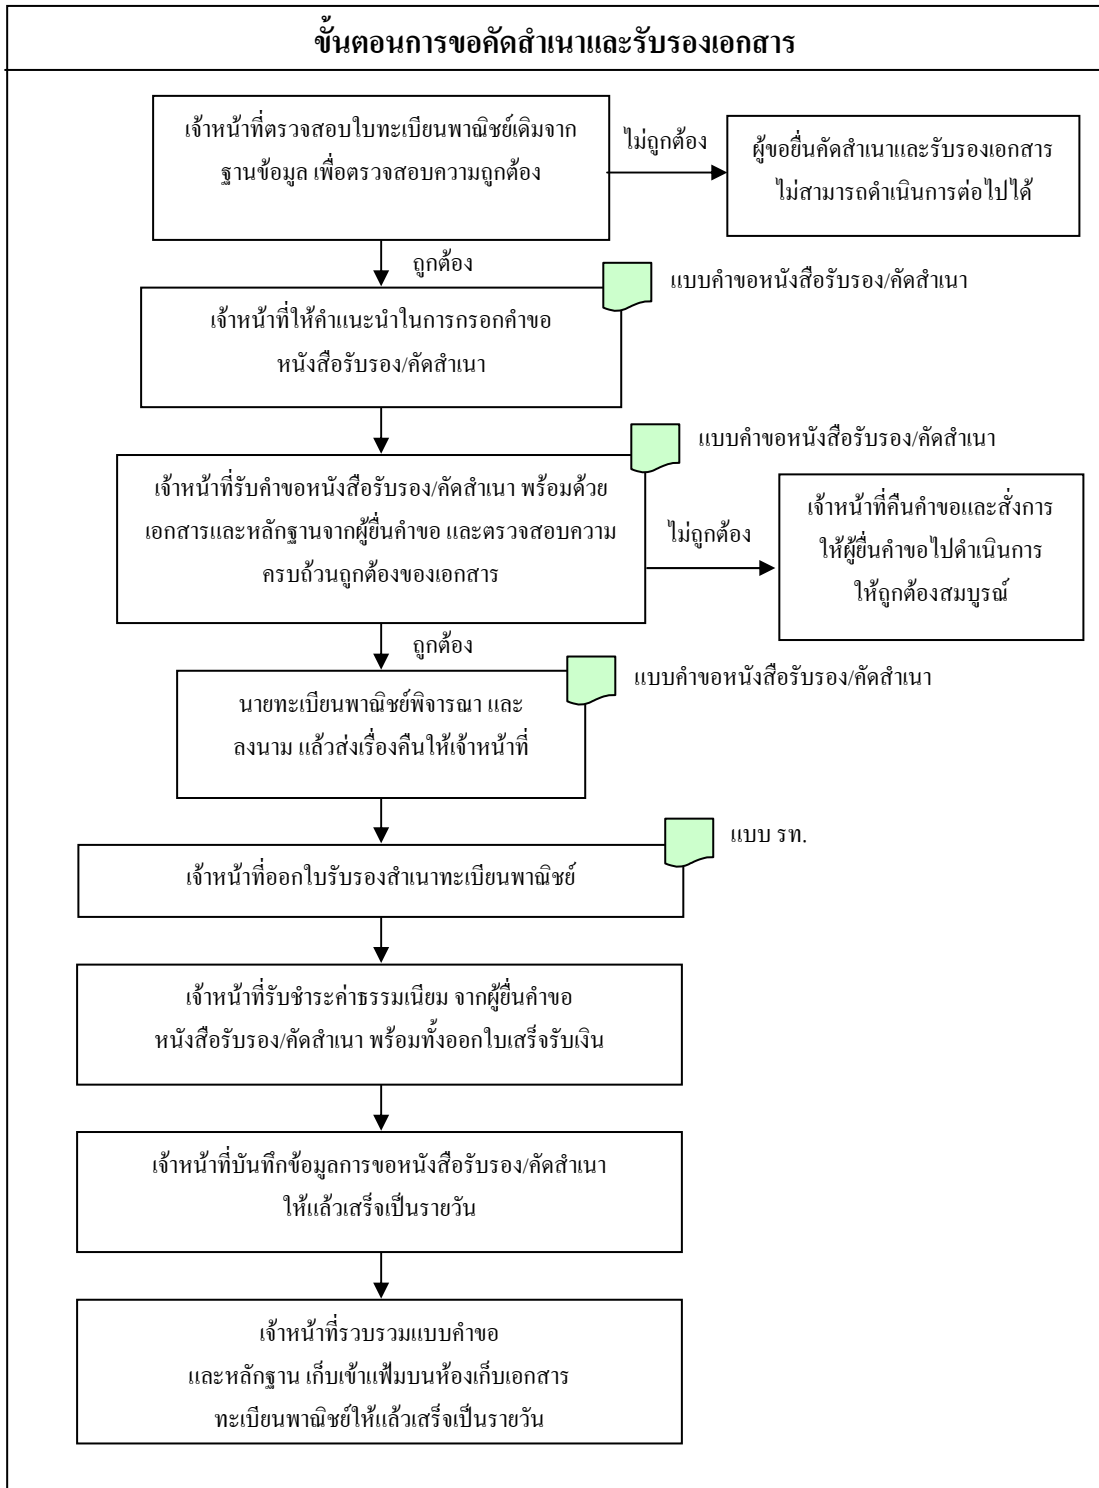 ขั้นตอนการขอคัดสำเนาและรับรองเอกสาร
เจ้าหน้าที่ตรวจสอบใบทะเบียนพาณิชย์เดิมจาก
ฐานข้อมูล เพื่อตรวจสอบความถูกต้อง
ไม่ถูกต้อง
ผู้ขอยื่นคัดสำเนาและรับรองเอกสาร
ไม่สามารถดำเนินการต่อไปได้
ถูกต้อง
แบบคำขอหนังสือรับรอง/คัดสำเนา
เจ้าหน้าที่ให้คำแนะนำในการกรอกคำขอ
หนังสือรับรอง/คัดสำเนา
แบบคำขอหนังสือรับรอง/คัดสำเนา
เจ้าหน้าที่รับคำขอหนังสือรับรอง/คัดสำเนา พร้อมด้วย
เอกสารและหลักฐานจากผู้ยื่นคำขอ และตรวจสอบความ
ครบถ้วนถูกต้องของเอกสาร
ไม่ถูกต้อง
เจ้าหน้าที่คืนคำขอและสั่งการ
ให้ผู้ยื่นคำขอไปดำเนินการ
ให้ถูกต้องสมบูรณ์
ถูกต้อง
แบบคำขอหนังสือรับรอง/คัดสำเนา
นายทะเบียนพาณิชย์พิจารณา และ
ลงนาม แล้วส่งเรื่องคืนให้เจ้าหน้าที่
แบบ รท.
เจ้าหน้าที่ออกใบรับรองสำเนาทะเบียนพาณิชย์
เจ้าหน้าที่รับชำระค่าธรรมเนียม จากผู้ยื่นคำขอ
หนังสือรับรอง/คัดสำเนา พร้อมทั้งออกใบเสร็จรับเงิน
เจ้าหน้าที่บันทึกข้อมูลการขอหนังสือรับรอง/คัดสำเนา
ให้แล้วเสร็จเป็นรายวัน
เจ้าหน้าที่รวบรวมแบบคำขอ
และหลักฐาน เก็บเข้าแฟ้มบนห้องเก็บเอกสาร
ทะเบียนพาณิชย์ให้แล้วเสร็จเป็นรายวัน